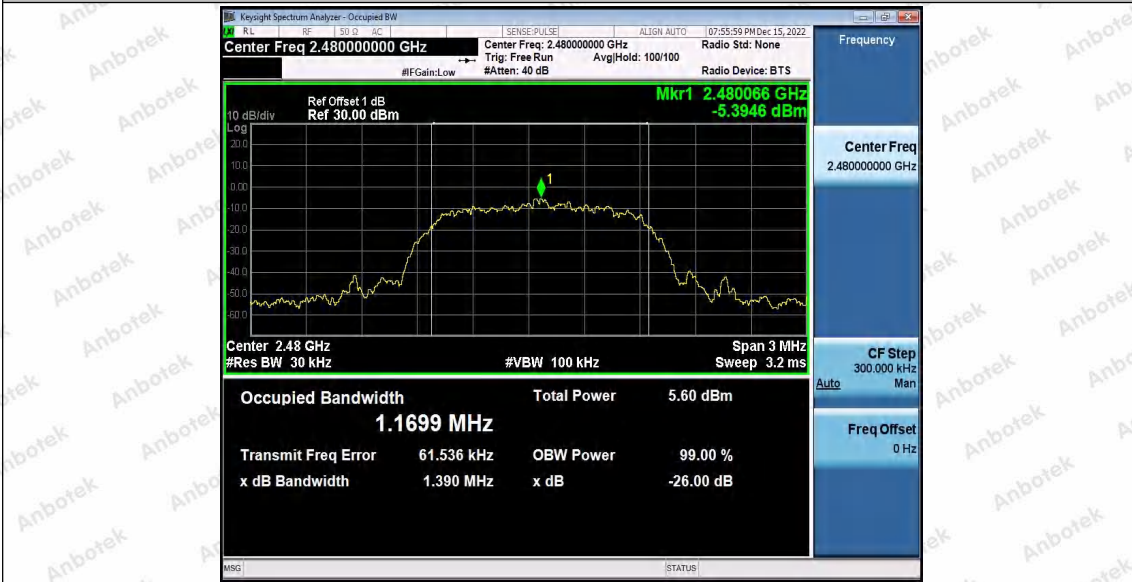 Keysight Spectrum Analyzer - Occupied BW
RL RF 50 Ω AC SENSE:PULSE ALIGN AUTO 07:55:59 PM Dec 15, 2022
Center Freq 2.480000000 GHz
Center Freq: 2.480000000 GHz Radio Std: None
Trig: Free Run Avg|Hold: 100/100
#IFGain:Low #Atten: 40 dB Radio Device: BTS
Frequency
Mkr1 2.480066 GHz
-5.3946 dBm
Ref Offset 1 dB
10 dB/div Ref 30.00 dBm
Log
20.0
10.0
0.00
-10.0
-20.0
-30.0
-40.0
-50.0
-60.0
1
Center 2.48 GHz Span 3 MHz
#Res BW 30 kHz #VBW 100 kHz Sweep 3.2 ms
Occupied Bandwidth Total Power 5.60 dBm
1.1699 MHz
Transmit Freq Error 61.536 kHz OBW Power 99.00 %
x dB Bandwidth 1.390 MHz x dB -26.00 dB
Center Freq
2.480000000 GHz
CF Step
300.000 kHz
Auto Man
Freq Offset
0 Hz
MSG STATUS
Anbotek